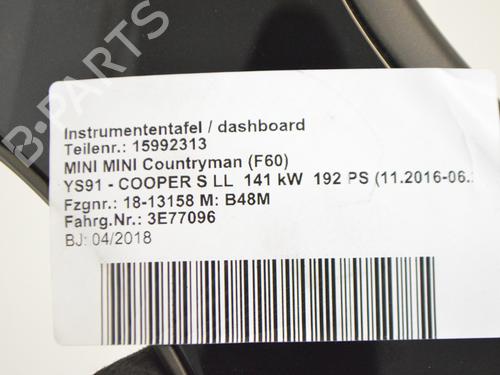 Instrumententafel / dashboard
Teilenr.: 15992313
MINI MINI Countryman (F60)
YS91 - COOPER S LL 141 kW 192 PS (11.2016-06.
Fzgnr.: 18-13158 M: B48M
Fahrg.Nr.: 3E77096
BJ: 04/2018
B-PARTS